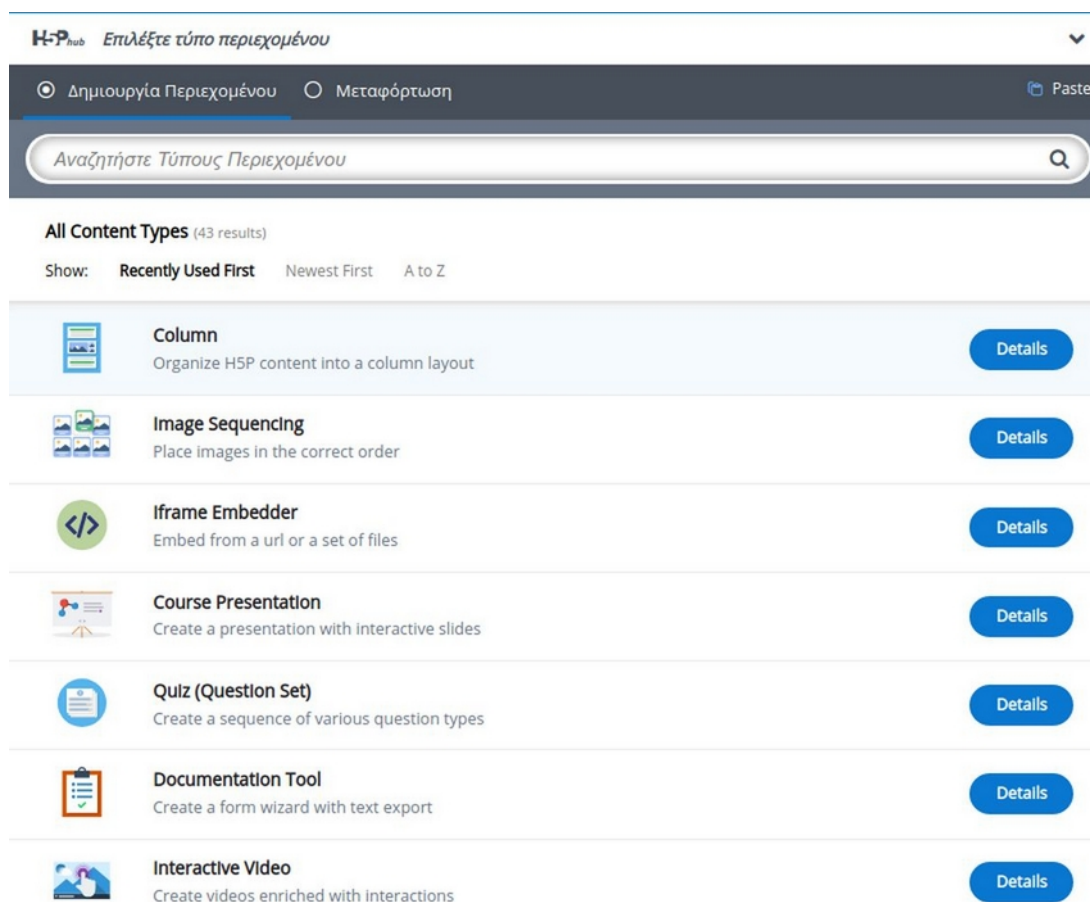 H5Phub Επιλέξτε τύπο περιεχομένου
Δημιουργία Περιεχομένου Μεταφόρτωση Paste
Αναζητήστε Τύπους Περιεχομένου
All Content Types (43 results)
Show: Recently Used First Newest First A to Z
Column
Organize H5P content into a column layout
Details
Image Sequencing
Place images in the correct order
Details
Iframe Embedder
Embed from a url or a set of files
Details
Course Presentation
Create a presentation with interactive slides
Details
Quiz (Question Set)
Create a sequence of various question types
Details
Documentation Tool
Create a form wizard with text export
Details
Interactive Video
Create videos enriched with interactions
Details